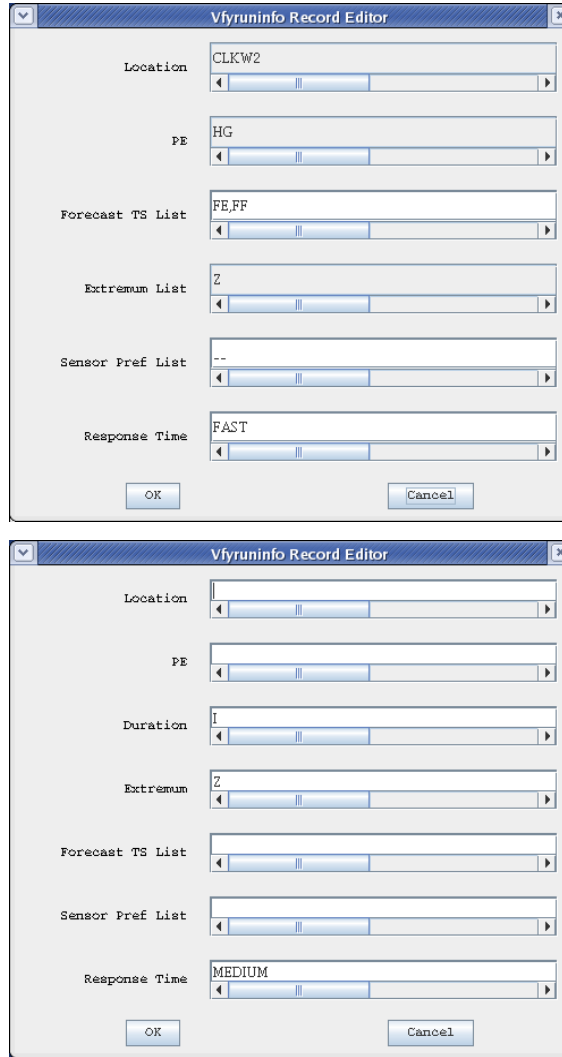 Vfyruninfo Record Editor
Location CLKW2
PE HG
Forecast TS List FE,FF
Extremum List Z
Sensor Pref List --
Response Time FAST
OK Cancel
Vfyruninfo Record Editor
Location
PE
Duration I
Extremum Z
Forecast TS List
Sensor Pref List
Response Time MEDIUM
OK Cancel